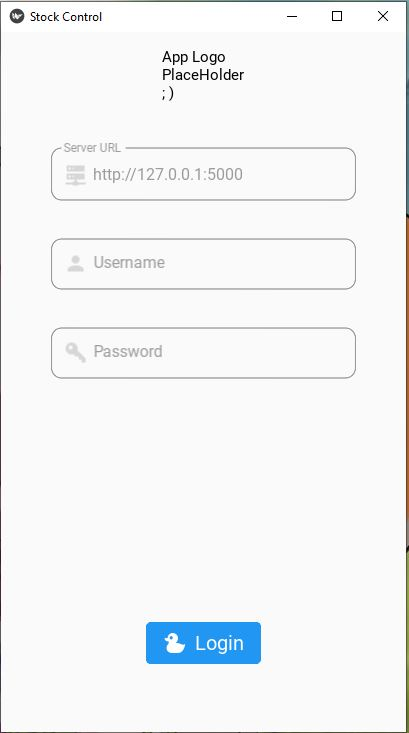 Stock Control
App Logo
PlaceHolder
; )
Server URL
http://127.0.0.1:5000
Username
Password
Login